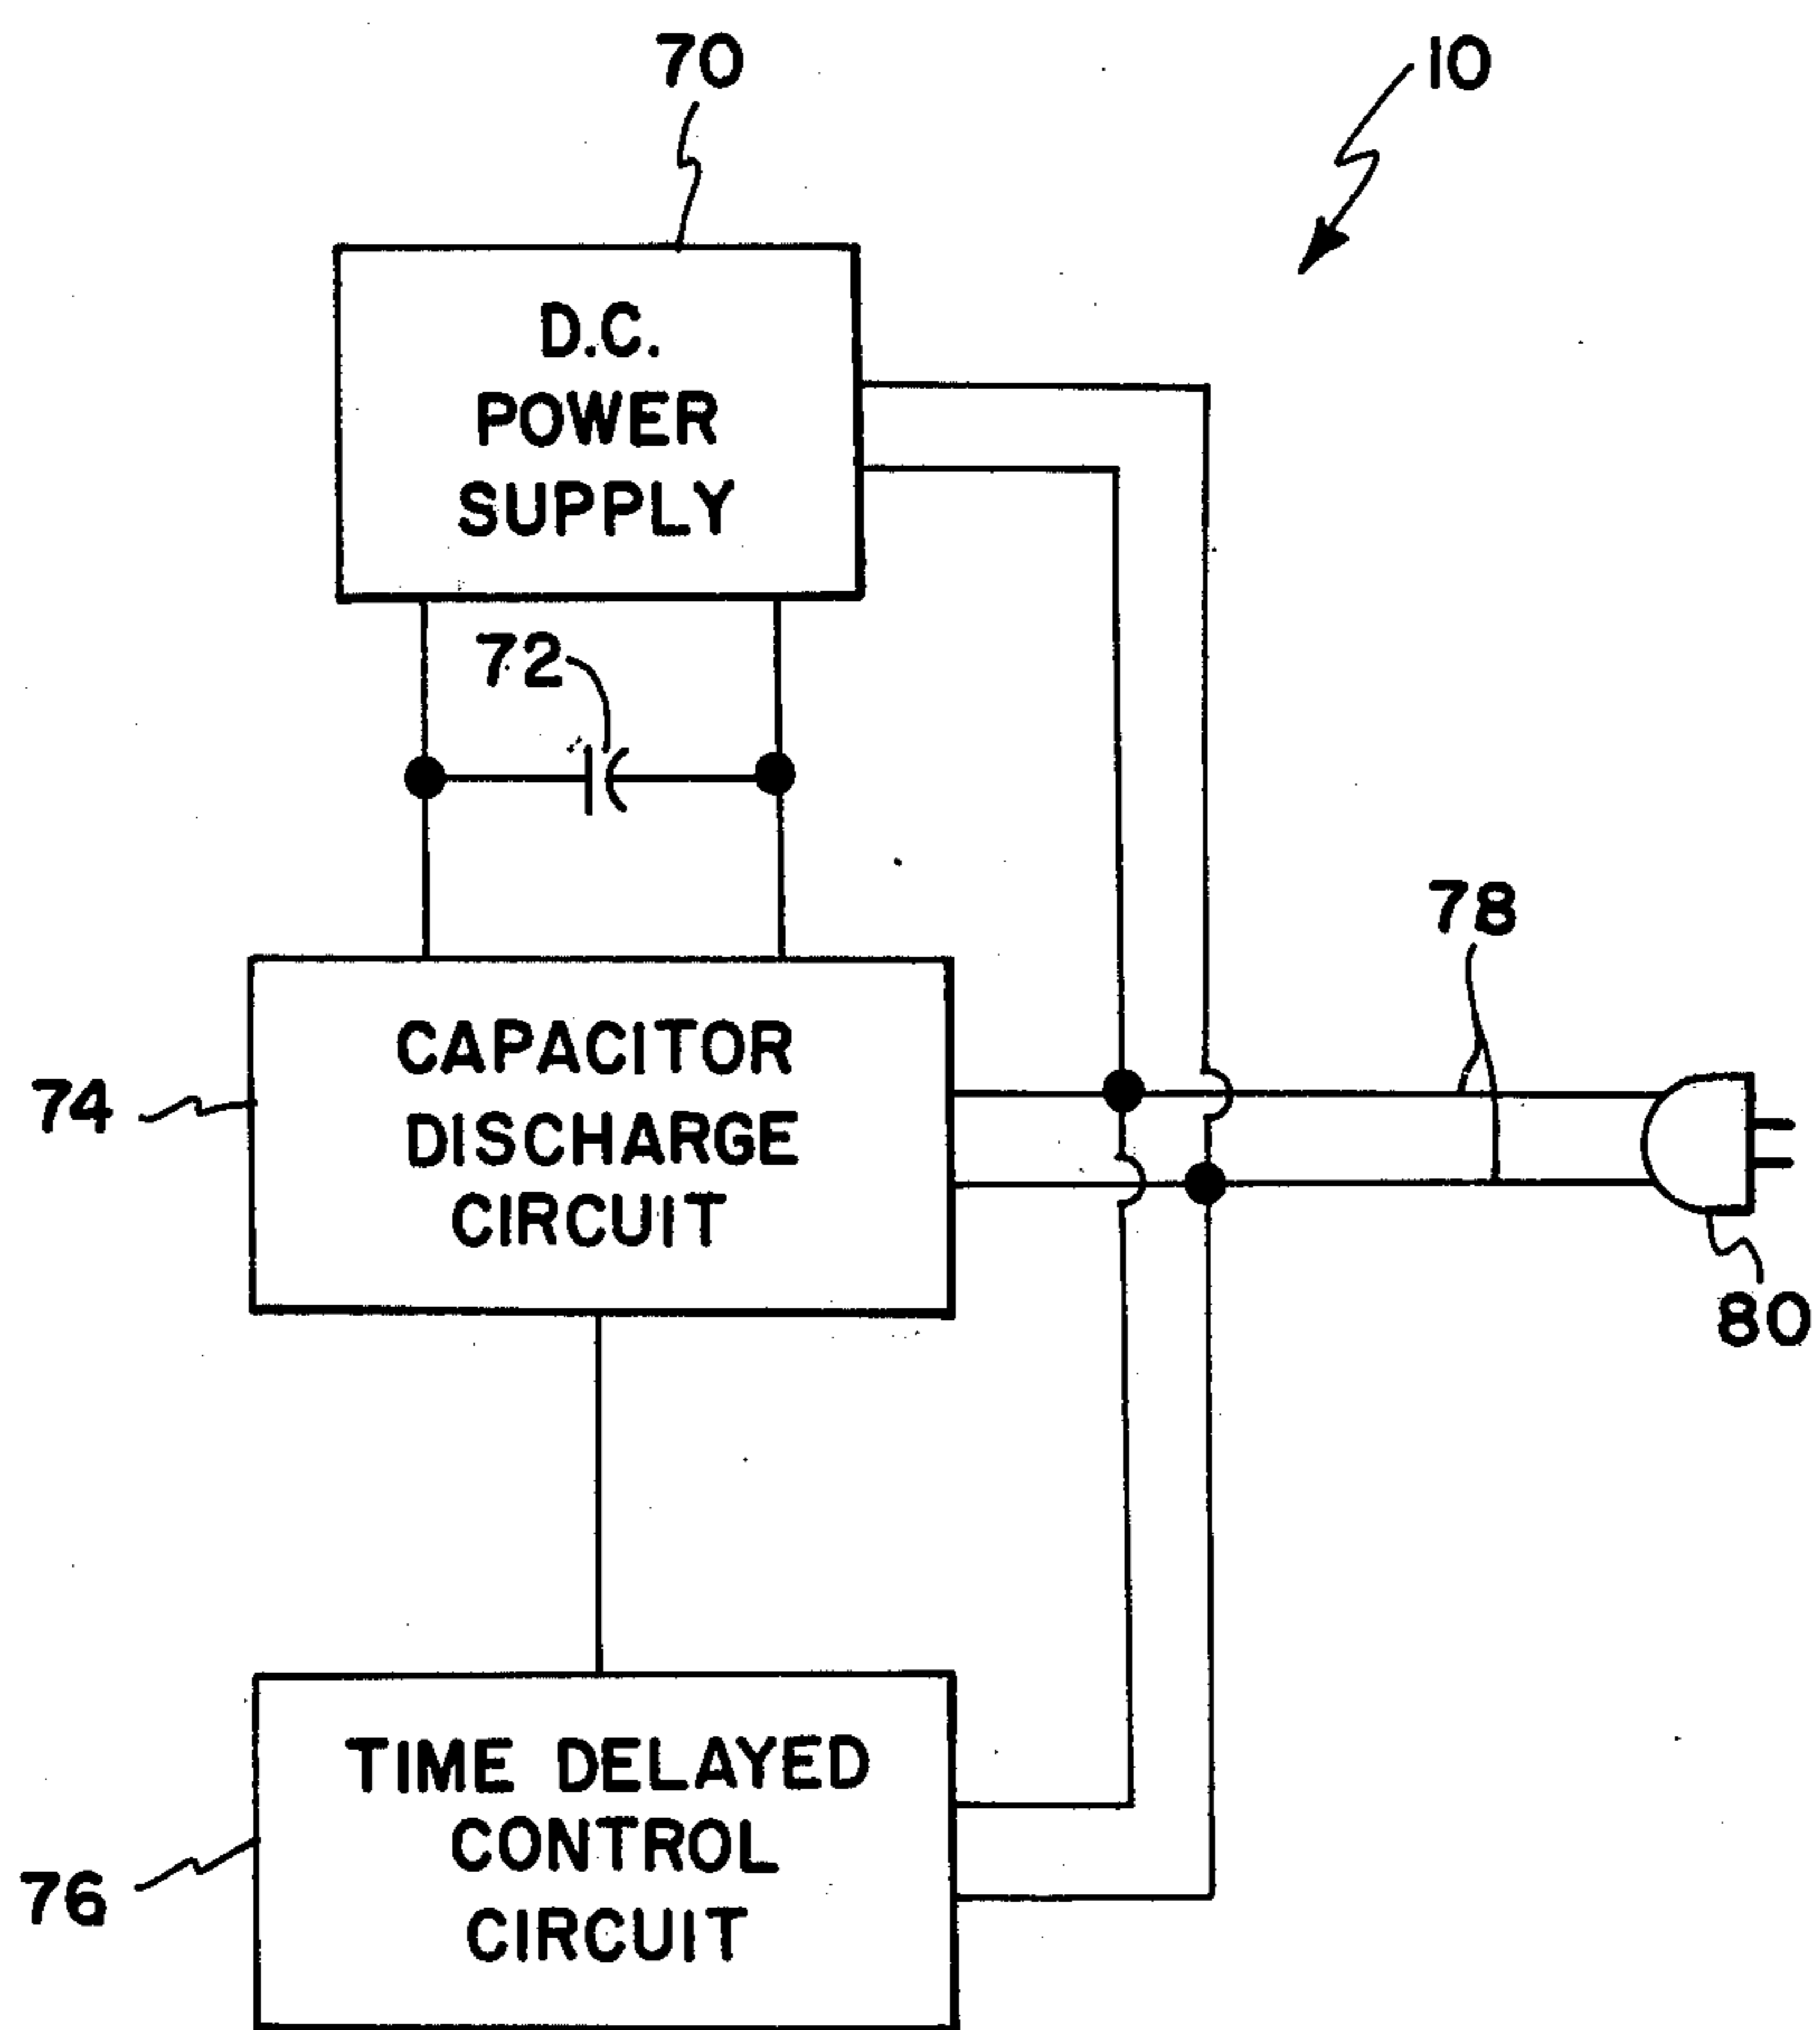 70
10
D.C.
POWER
SUPPLY
72
78
CAPACITOR
DISCHARGE
CIRCUIT
74
80
TIME DELAYED
CONTROL
CIRCUIT
76